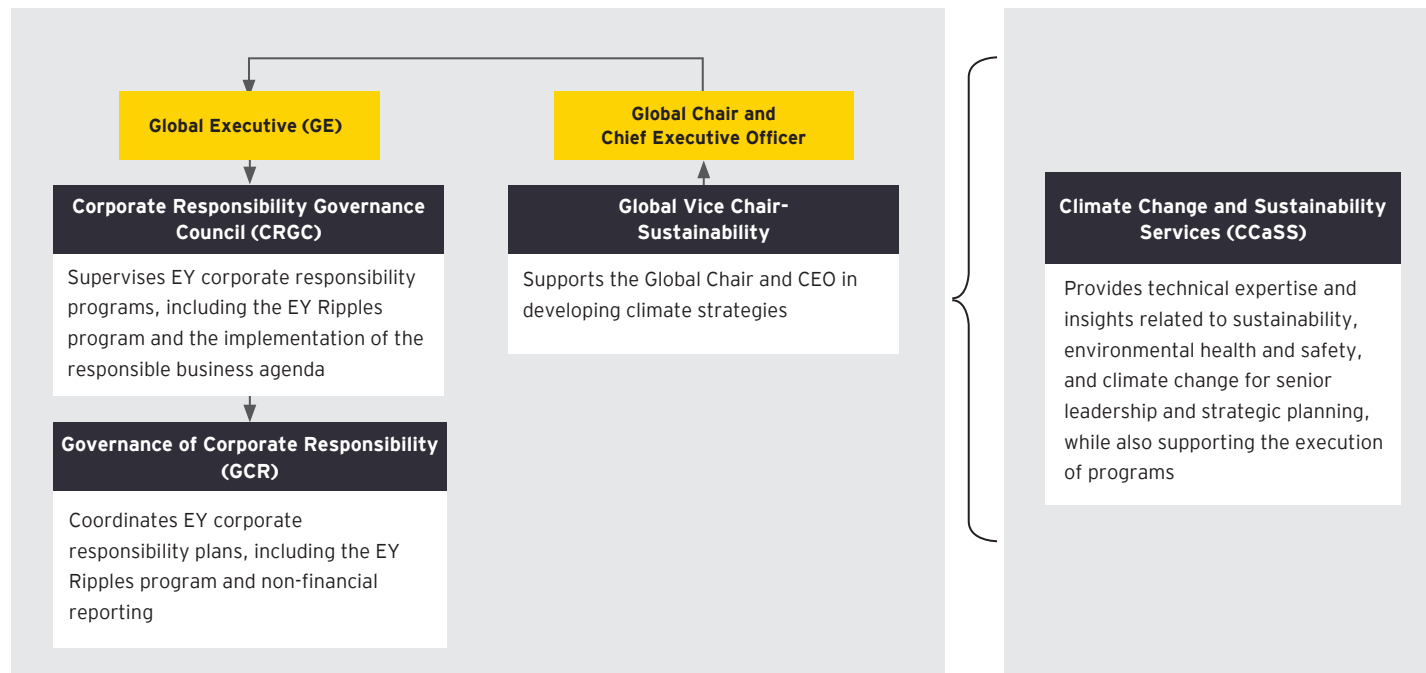 Global Executive (GE)
Corporate Responsibility Governance
Council (CRGC)
Supervises EY corporate responsibility
programs, including the EY Ripples
program and the implementation of the
responsible business agenda
Governance of Corporate Responsibility
(GCR)
Coordinates EY corporate
responsibility plans, including the EY
Ripples program and non-financial
reporting
Global Chair and
Chief Executive Officer
Global Vice Chair-
Sustainability
Supports the Global Chair and CEO in
developing climate strategies
Climate Change and Sustainability
Services (CCaSS)
Provides technical expertise and
insights related to sustainability,
environmental health and safety,
and climate change for senior
leadership and strategic planning,
while also supporting the execution
of programs